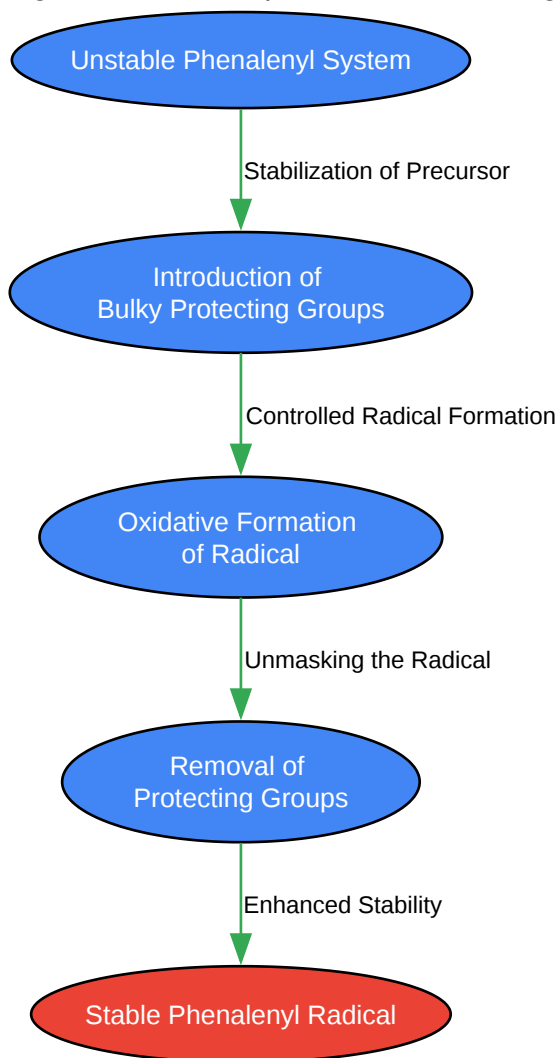 Unstable Phenalenyl System
Stabilization of Precursor
Introduction of
Bulky Protecting Groups
Controlled Radical Formation
Oxidative Formation
of Radical
Unmasking the Radical
Removal of
Protecting Groups
Enhanced Stability
Stable Phenalenyl Radical